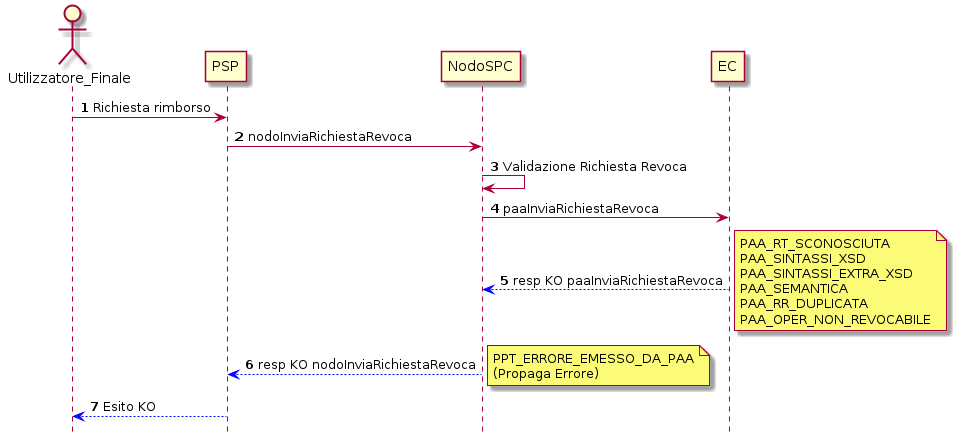 Utilizzatore_Finale
PSP
NodoSPC
EC
1 Richiesta rimborso
2 nodoInviaRichiestaRevoca
3 Validazione Richiesta Revoca
4 paaInviaRichiestaRevoca
PAA_RT_SCONOSCIUTA
PAA_SINTASSI_XSD
PAA_SINTASSI_EXTRA_XSD
PAA_SEMANTICA
PAA_RR_DUPLICATA
PAA_OPER_NON_REVOCABILE
5 resp KO paaInviaRichiestaRevoca
6 resp KO nodoInviaRichiestaRevoca
PPT_ERRORE_EMESSO_DA_PAA
(Propaga Errore)
7 Esito KO